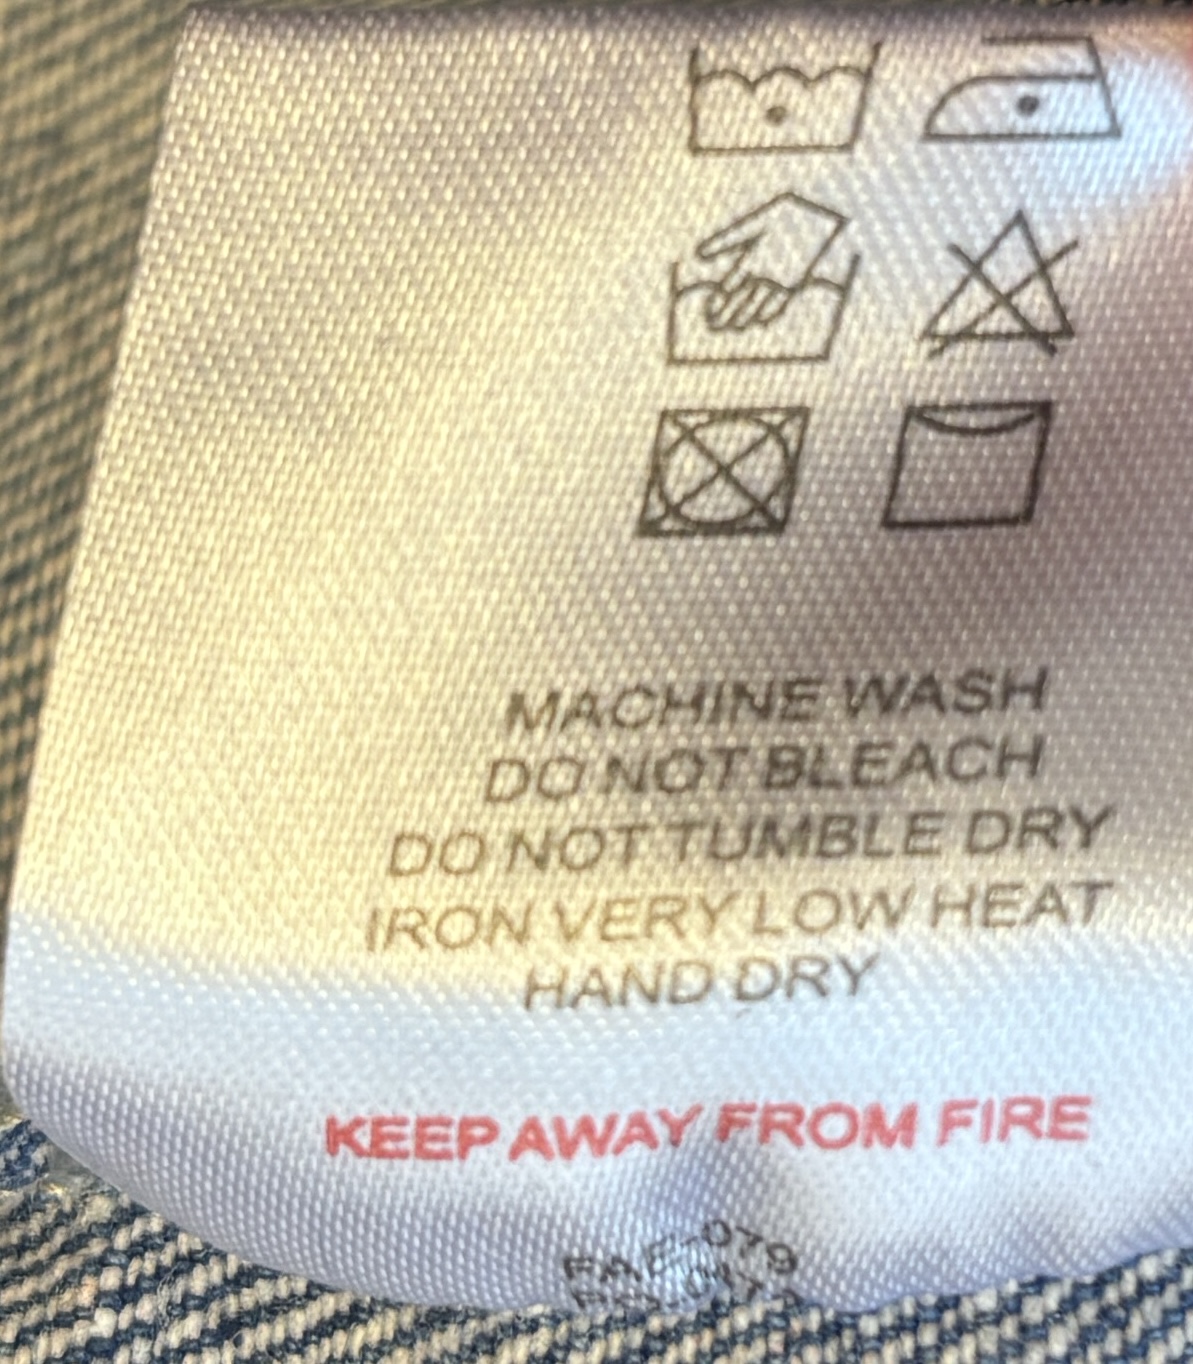 MACHINE WASH
DO NOT BLEACH
DO NOT TUMBLE DRY
IRON VERY LOW HEAT
HAND DRY
KEEP AWAY FROM FIRE